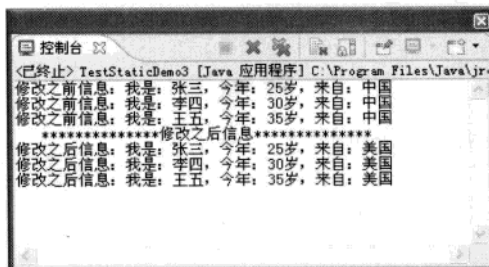 控制台
<已终止> TestStaticDemo3 [Java 应用程序] C:\Program Files\Java\jr
修改之前信息：我是：张三，今年：25岁，来自：中国
修改之前信息：我是：李四，今年：30岁，来自：中国
修改之前信息：我是：王五，今年：35岁，来自：中国
**************修改之后信息**************
修改之后信息：我是：张三，今年：25岁，来自：美国
修改之后信息：我是：李四，今年：30岁，来自：美国
修改之后信息：我是：王五，今年：35岁，来自：美国